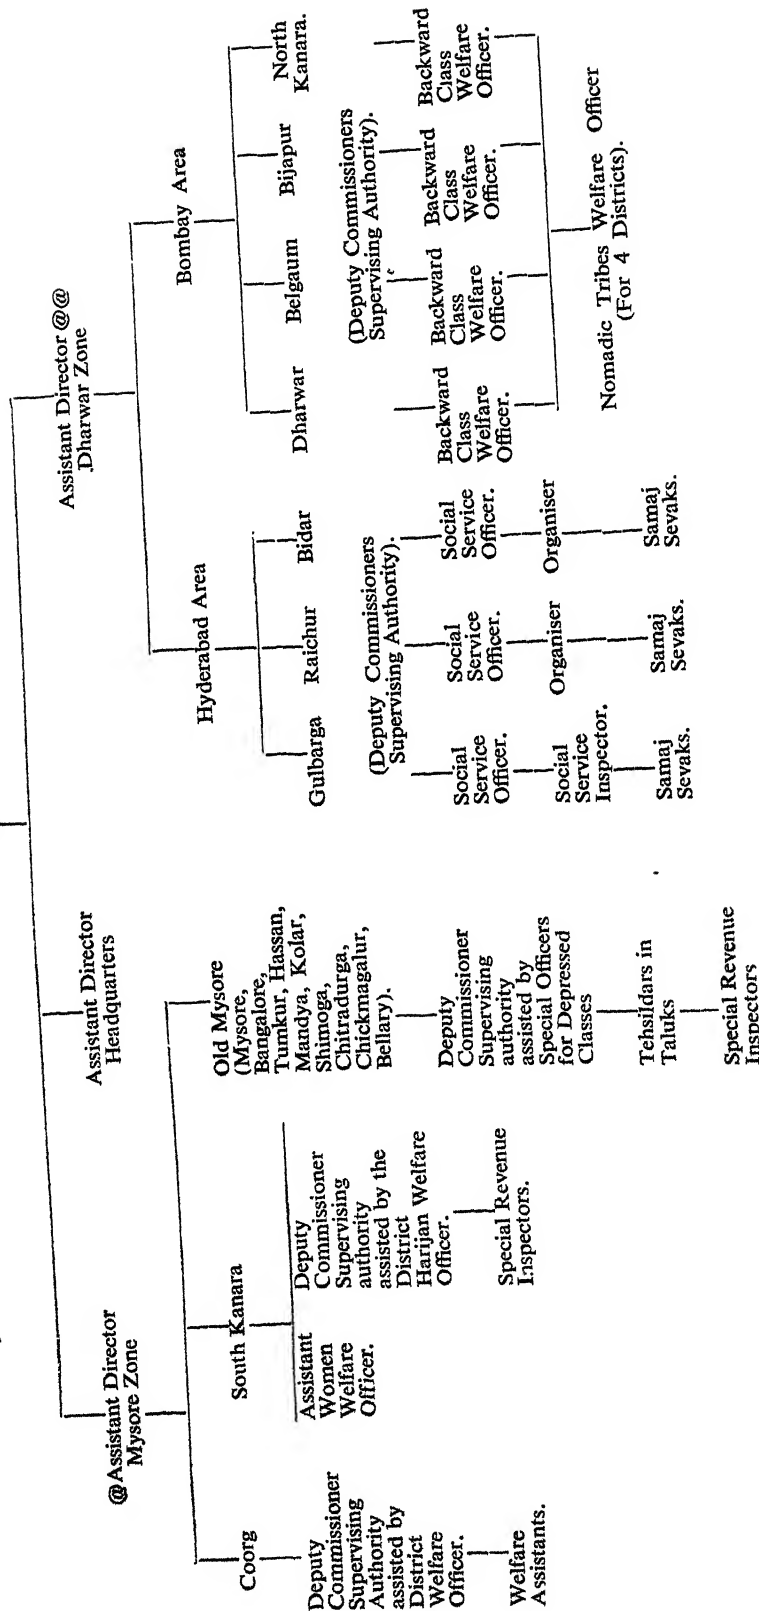 @Assistant Director
Mysore Zone
Assistant Director
Headquarters
Assistant Director @@
Dharwar Zone
Coorg
South Kanara
Old Mysore
(Mysore,
Bangalore,
Tumkur, Hassan,
Mandya, Kolar,
Shimoga,
Chitradurga,
Chickmagalur,
Bellary).
Hyderabad Area
Bombay Area
Gulbarga
Raichur
Bidar
Dharwar
Belgaum
Bijapur
North
Kanara.
Deputy
Commissioner
Supervising
Authority
assisted by
District
Welfare
Officer.
Welfare
Assistants.
Assistant
Women
Welfare
Officer.
Deputy
Commissioner
Supervising
authority
assisted by the
District
Harijan Welfare
Officer.
Special Revenue
Inspectors.
Deputy
Commissioner
Supervising
authority
assisted by
Special Officers
for Depressed
Classes
Tehsildars in
Taluks
Special Revenue
Inspectors
(Deputy Commissioners
Supervising Authority).
Social
Service
Officer.
Social
Service
Inspector.
Samaj
Sevaks.
Social
Service
Officer.
Organiser
Samaj
Sevaks.
Social
Service
Officer.
Organiser
Samaj
Sevaks.
(Deputy Commissioners
Supervising Authority).
Backward
Class
Welfare
Officer.
Backward
Class
Welfare
Officer.
Backward
Class
Welfare
Officer.
Backward
Class
Welfare
Officer.
Nomadic Tribes Welfare Officer
(For 4 Districts).